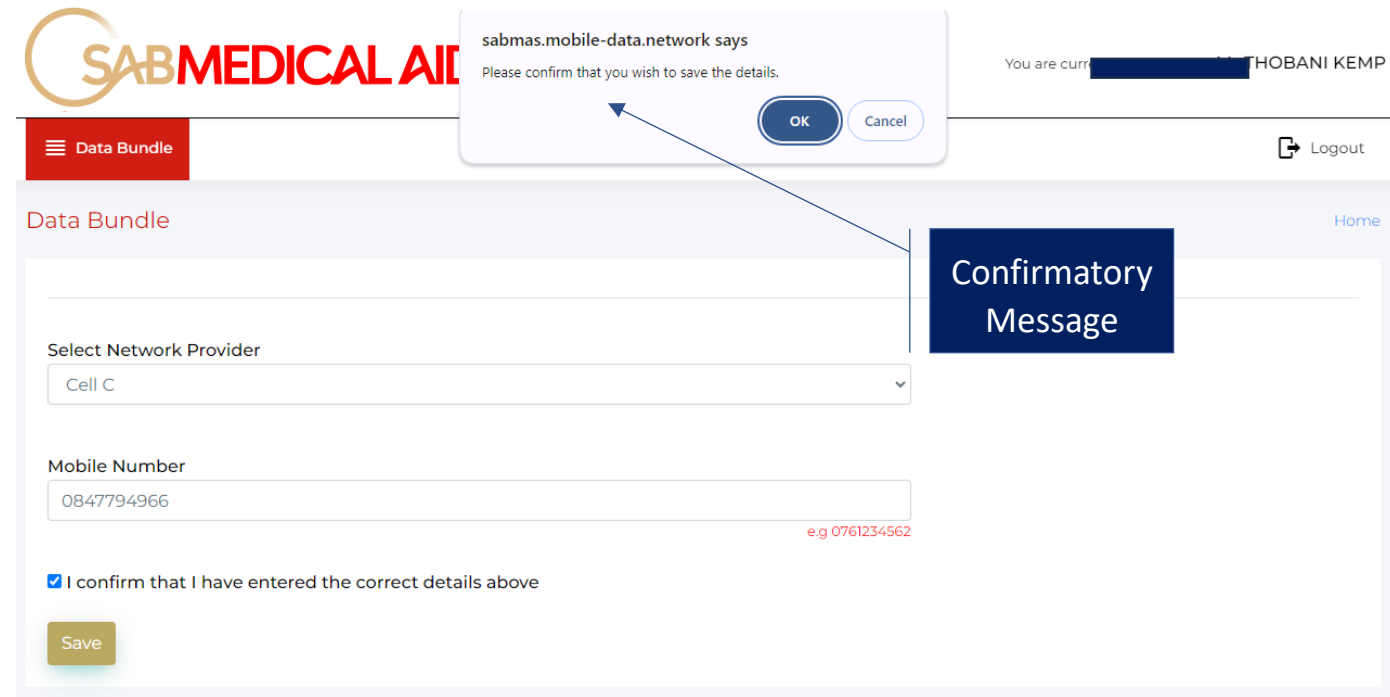 SABMEDICAL AID
sabmas.mobile-data.network says
Please confirm that you wish to save the details.
OK
Cancel
You are curr THOBANI KEMP
Data Bundle
Logout
Data Bundle
Home
Confirmatory
Message
Select Network Provider
Cell C
Mobile Number
0847794966
e.g 0761234562
I confirm that I have entered the correct details above
Save